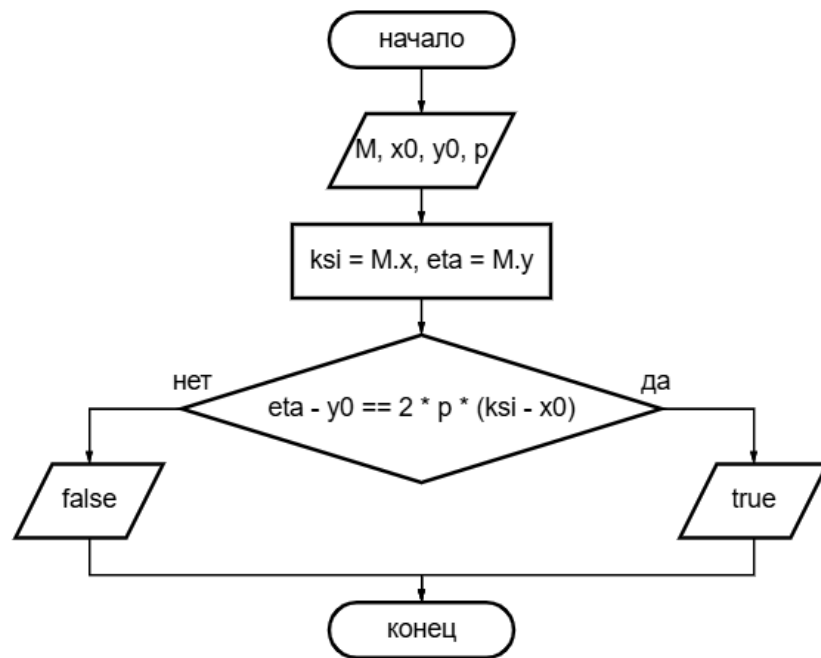 начало
M, x0, y0, p
ksi = M.x, eta = M.y
нет
да
eta - y0 == 2 * p * (ksi - x0)
false
true
конец